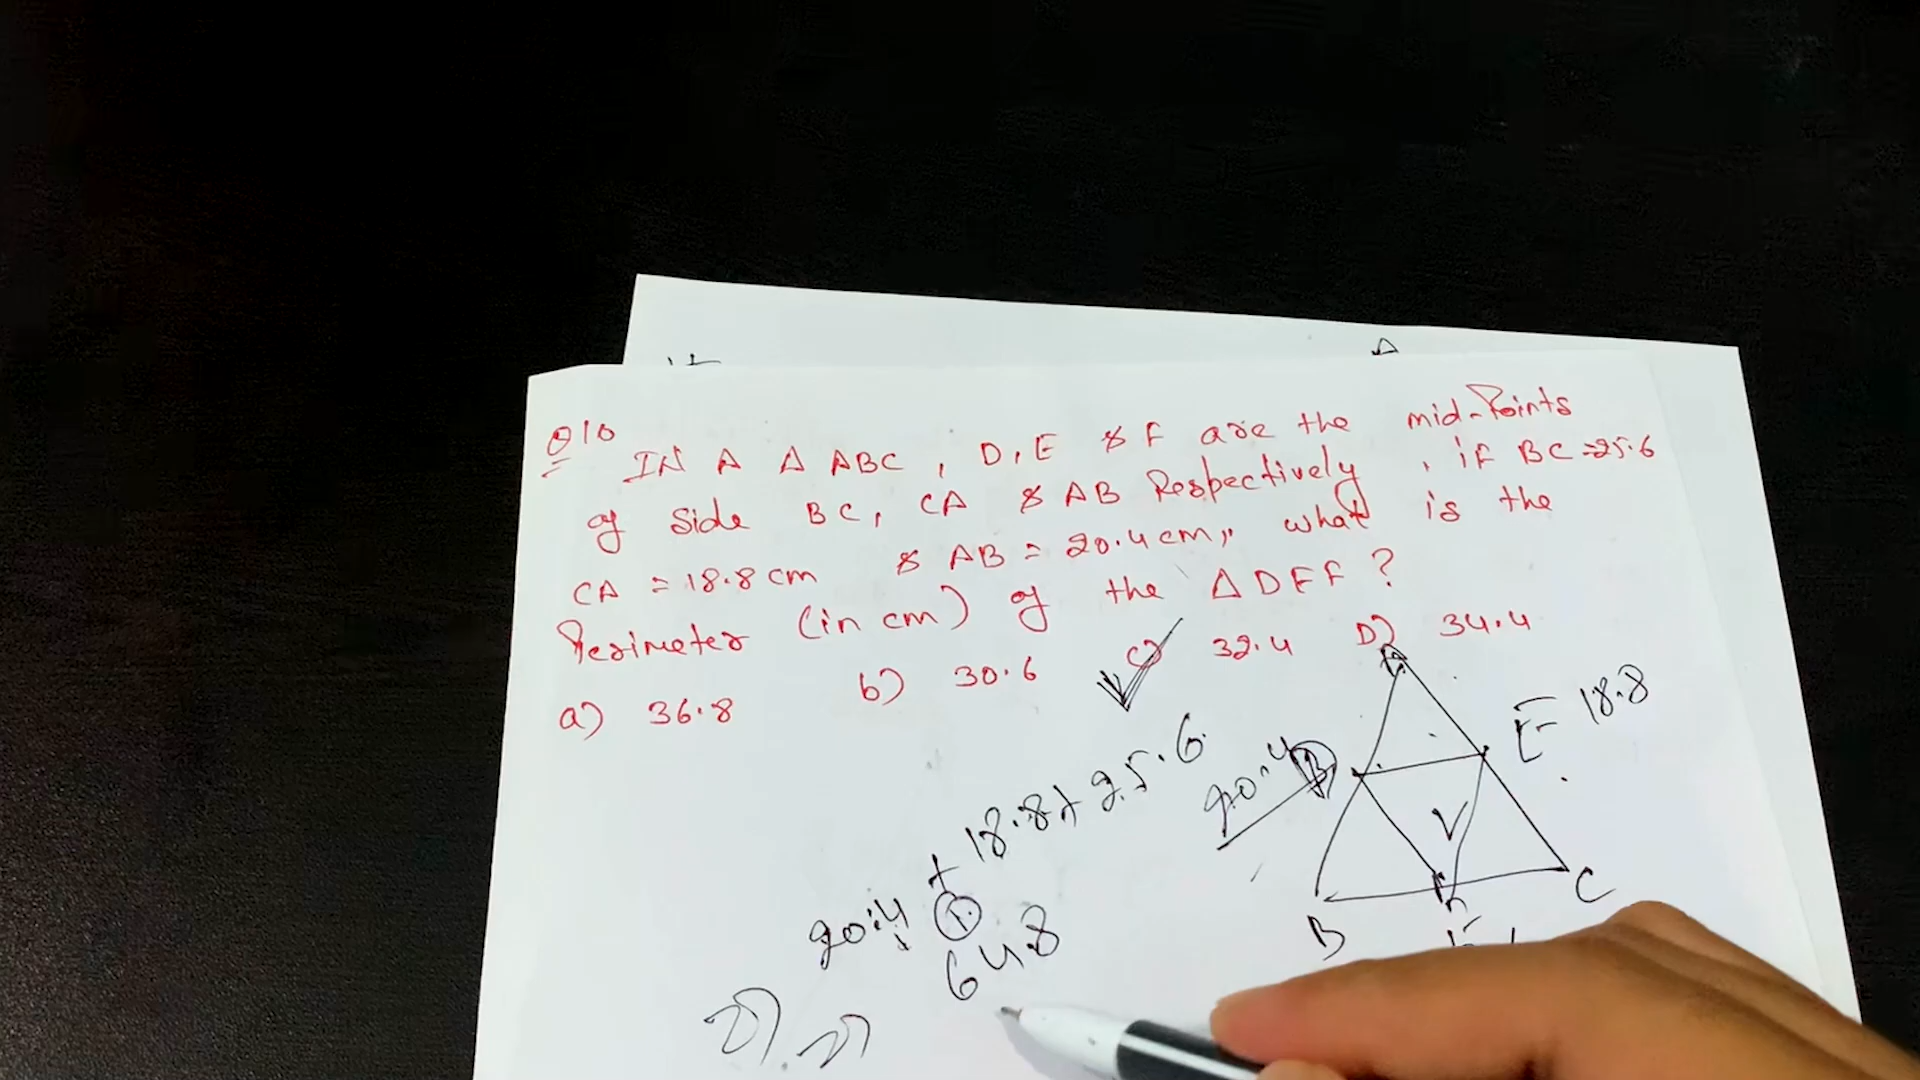 Q10
IN A Δ ABC, D, E & F are the mid-Points
of side BC, CA & AB Respectively, if BC = 25.6
CA = 18.8 cm & AB = 20.4 cm, what is the
Perimeter (in cm) of the Δ DEF ?
a) 36.8 b) 30.6 c) 32.4 D) 34.4
A
20.4
E 18.8
B C
20.4 + 18.8 + 25.6
64.8